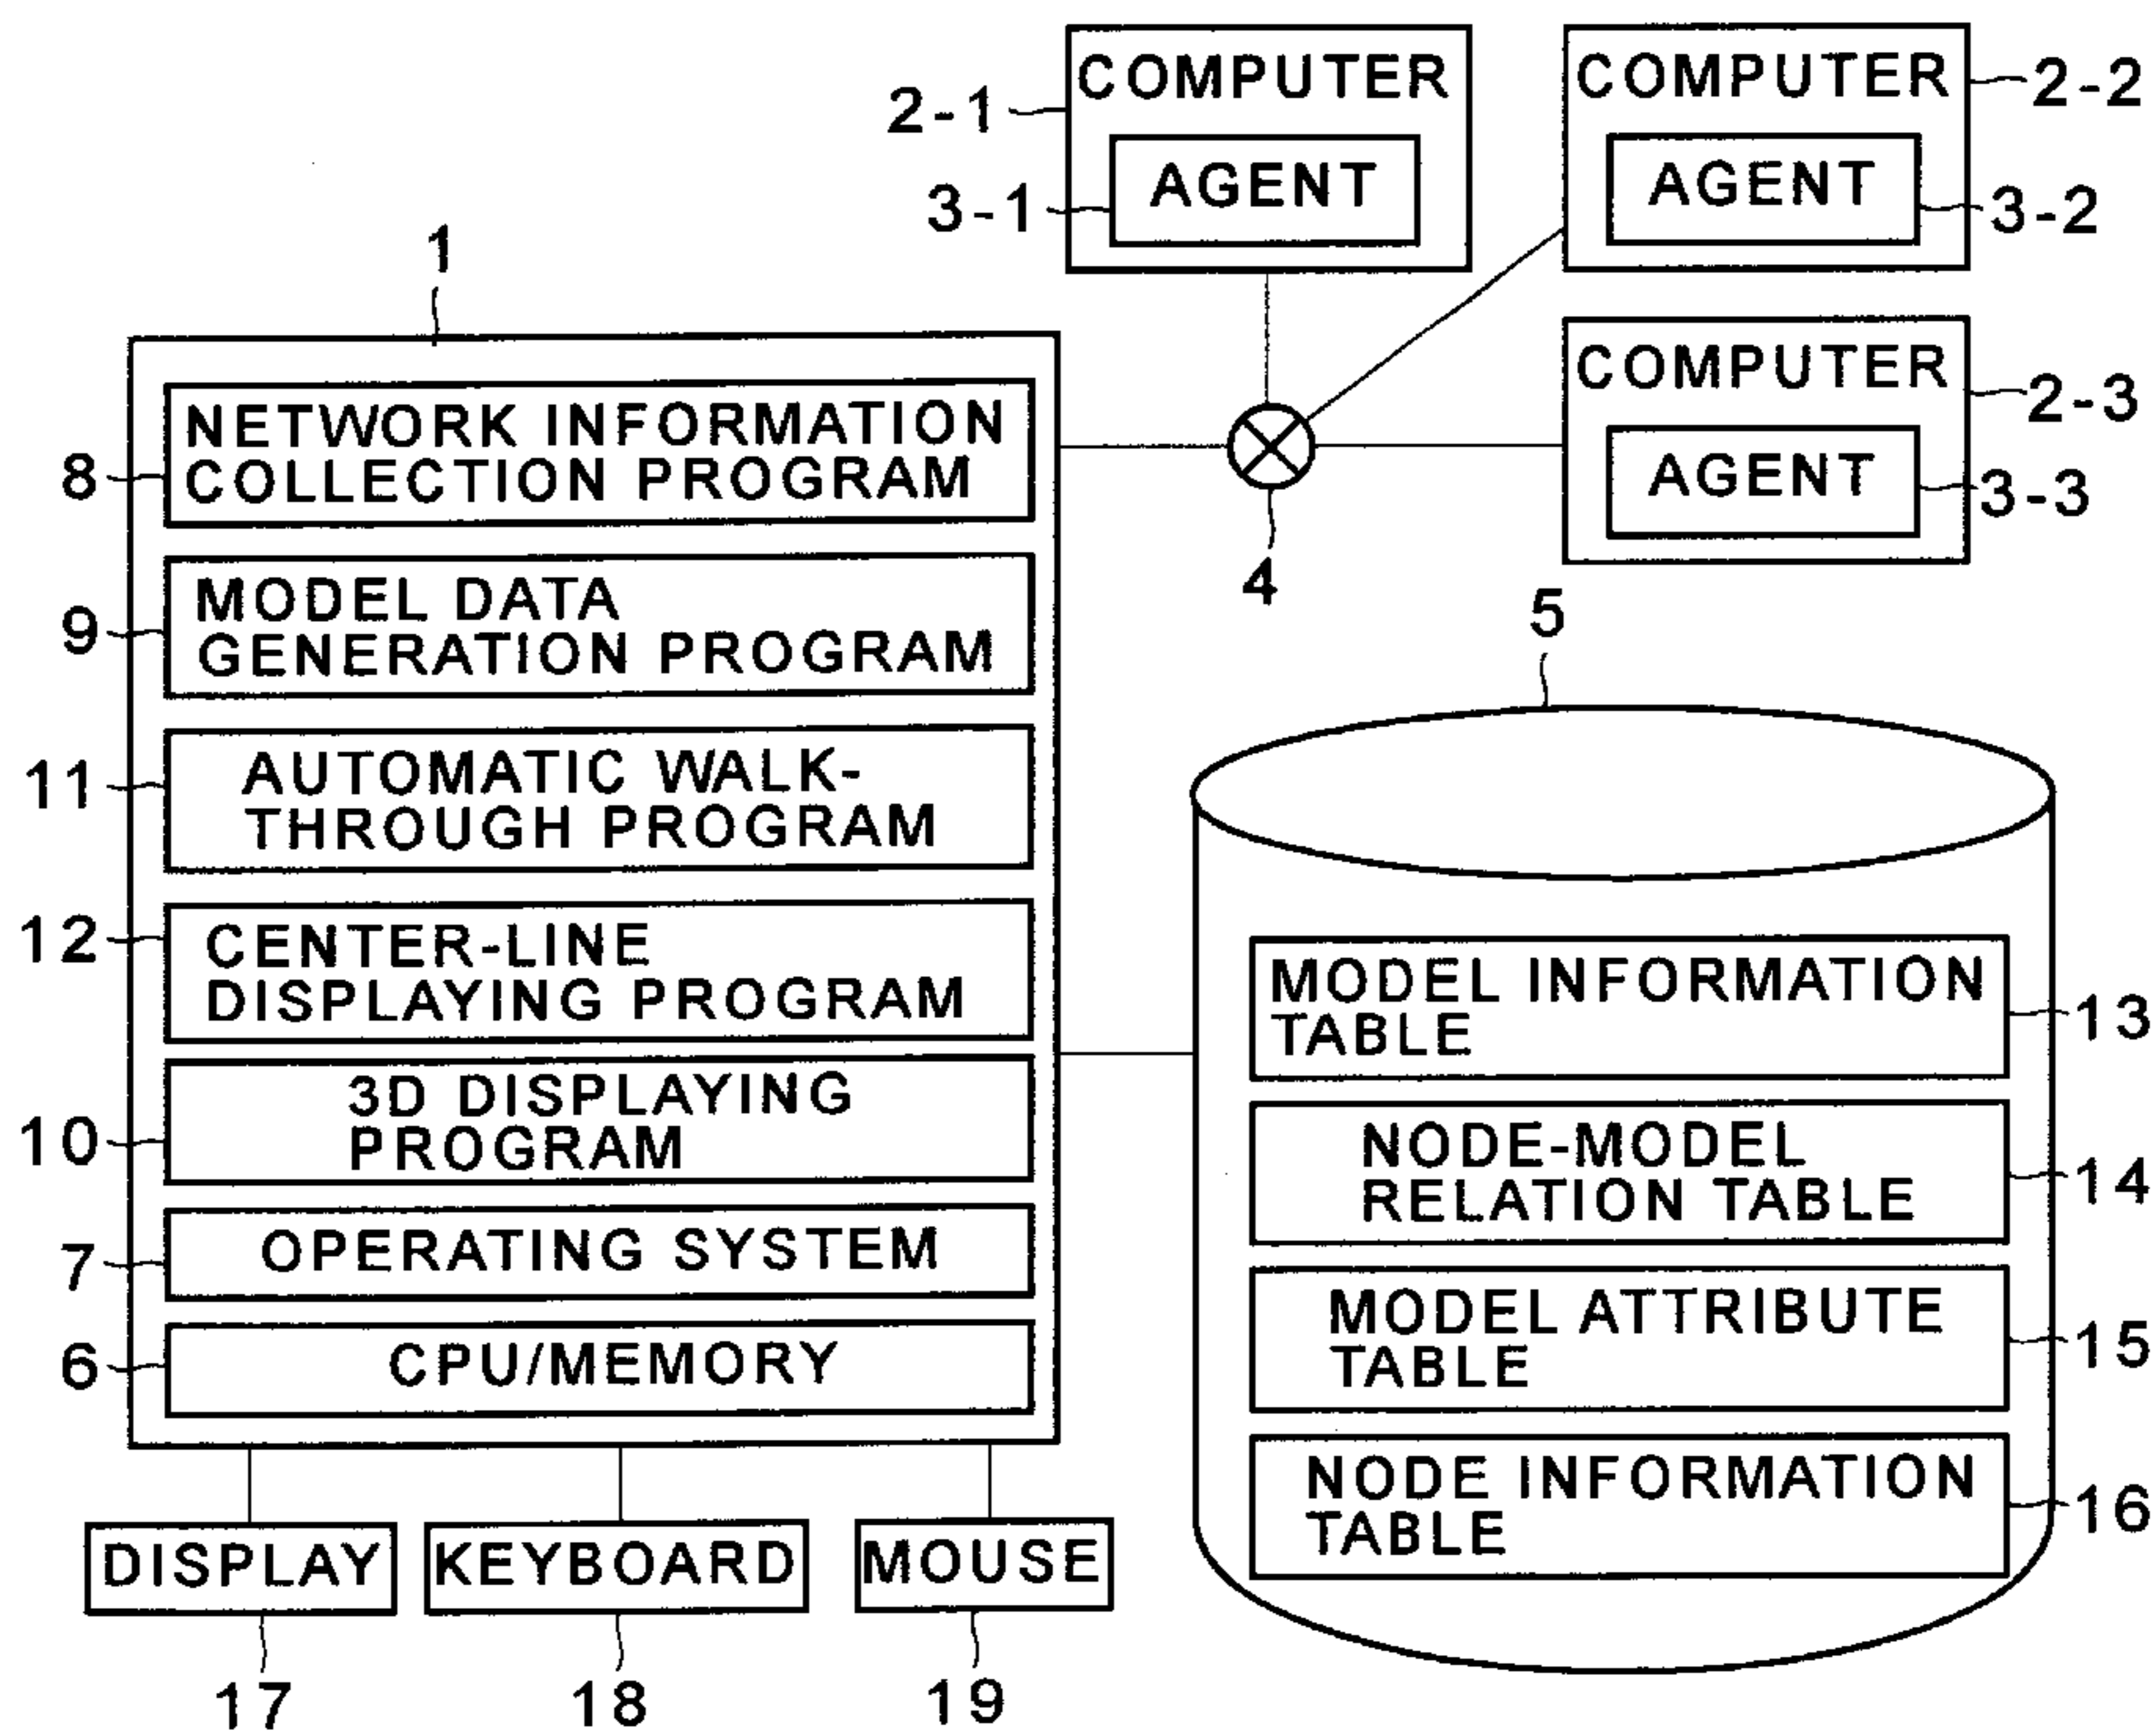 COMPUTER
2-1
AGENT
3-1
COMPUTER
2-2
AGENT
3-2
1
COMPUTER
2-3
AGENT
3-3
4
NETWORK INFORMATION
COLLECTION PROGRAM
8
MODEL DATA
GENERATION PROGRAM
9
AUTOMATIC WALK-
THROUGH PROGRAM
11
CENTER-LINE
DISPLAYING PROGRAM
12
3D DISPLAYING
PROGRAM
10
OPERATING SYSTEM
7
CPU/MEMORY
6
5
MODEL INFORMATION
TABLE
13
NODE-MODEL
RELATION TABLE
14
MODEL ATTRIBUTE
TABLE
15
NODE INFORMATION
TABLE
16
DISPLAY
KEYBOARD
MOUSE
17
18
19